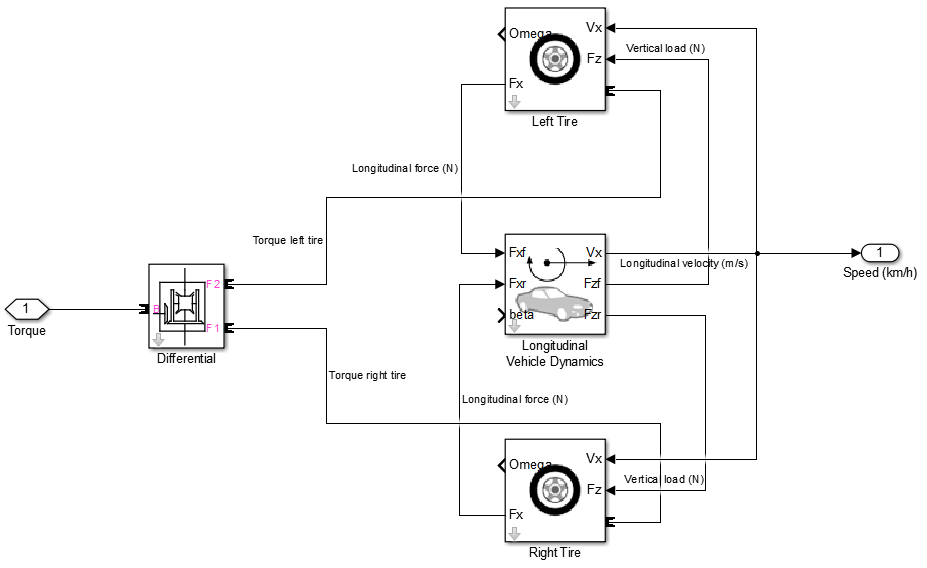 Omega
Vx
Vertical load (N)
Fz
Fx
Left Tire
Longitudinal force (N)
Torque left tire
Fxf
Vx
1
Longitudinal velocity (m/s)
Speed (km/h)
F2
Fxr
Fzf
1
B
beta
Fzr
Torque
F1
Differential
Longitudinal
Vehicle Dynamics
Torque right tire
Longitudinal force (N)
Omega
Vx
Vertical load (N)
Fz
Fx
Right Tire